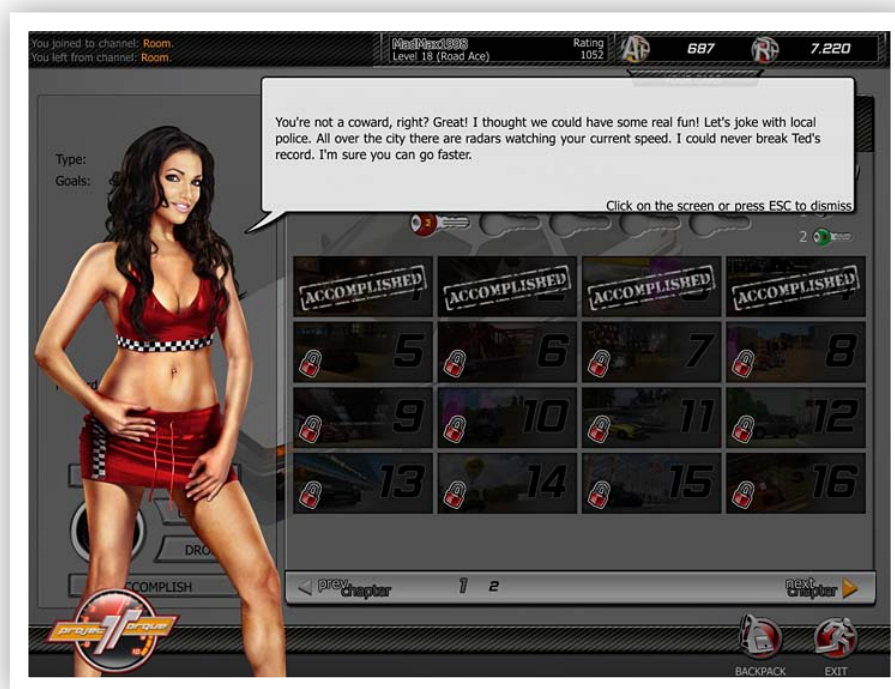 You joined to channel: Room.
You left from channel: Room.
MadMax1998
Level 18 (Road Ace)
Rating
1052
AP
687
RP
7.220
You're not a coward, right? Great! I thought we could have some real fun! Let's joke with local
police. All over the city there are radars watching your current speed. I could never break Ted's
record. I'm sure you can go faster.
Click on the screen or press ESC to dismiss
Type:
Goals:
2
ACCOMPLISHED
ACCOMPLISHED
ACCOMPLISHED
ACCOMPLISHED
5
6
7
8
9
10
11
12
13
14
15
16
DRO
ACCOMPLISH
prev chapter
1 2
next chapter
project torque
BACKPACK
EXIT